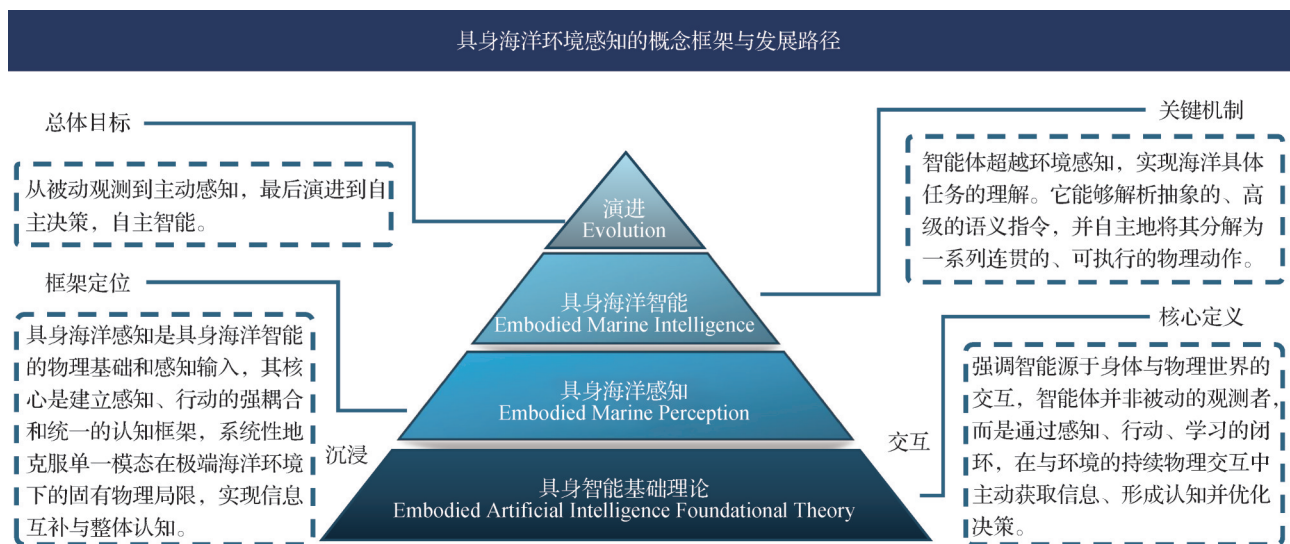 具身海洋环境感知的概念框架与发展路径
总体目标
从被动观测到主动感知，最后演进到自
主决策，自主智能。
框架定位
具身海洋感知是具身海洋智能
的物理基础和感知输入，其核
心是建立感知、行动的强耦合
和统一的认知框架，系统性地
克服单一模态在极端海洋环境
下的固有物理局限，实现信息
互补与整体认知。
沉浸
演进
Evolution
具身海洋智能
Embodied Marine Intelligence
具身海洋感知
Embodied Marine Perception
具身智能基础理论
Embodied Artificial Intelligence Foundational Theory
交互
关键机制
智能体超越环境感知，实现海洋具体
任务的理解。它能够解析抽象的、高
级的语义指令，并自主地将其分解为
一系列连贯的、可执行的物理动作。
核心定义
强调智能源于身体与物理世界的
交互，智能体并非被动的观测者，
而是通过感知、行动、学习的闭
环，在与环境的持续物理交互中
主动获取信息、形成认知并优化
决策。